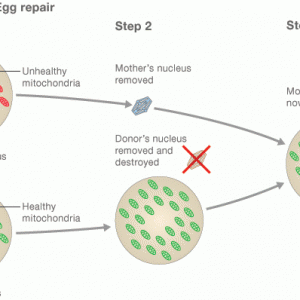 Egg repair
Step 2
Unhealthy
mitochondria
Mother's nucleus
removed
Donor's nucleus
removed and
destroyed
Healthy
mitochondria